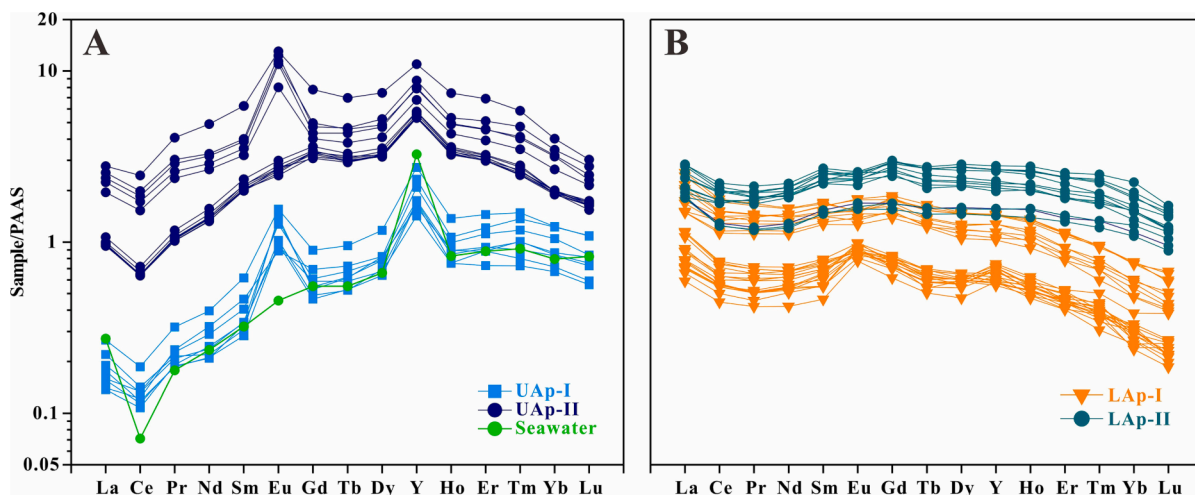 20
10
1
0.1
0.05
Sample/PAAS
A
B
UAp-I
UAp-II
Seawater
LAp-I
LAp-II
La Ce Pr Nd Sm Eu Gd Tb Dy Y Ho Er Tm Yb Lu
La Ce Pr Nd Sm Eu Gd Tb Dy Y Ho Er Tm Yb Lu